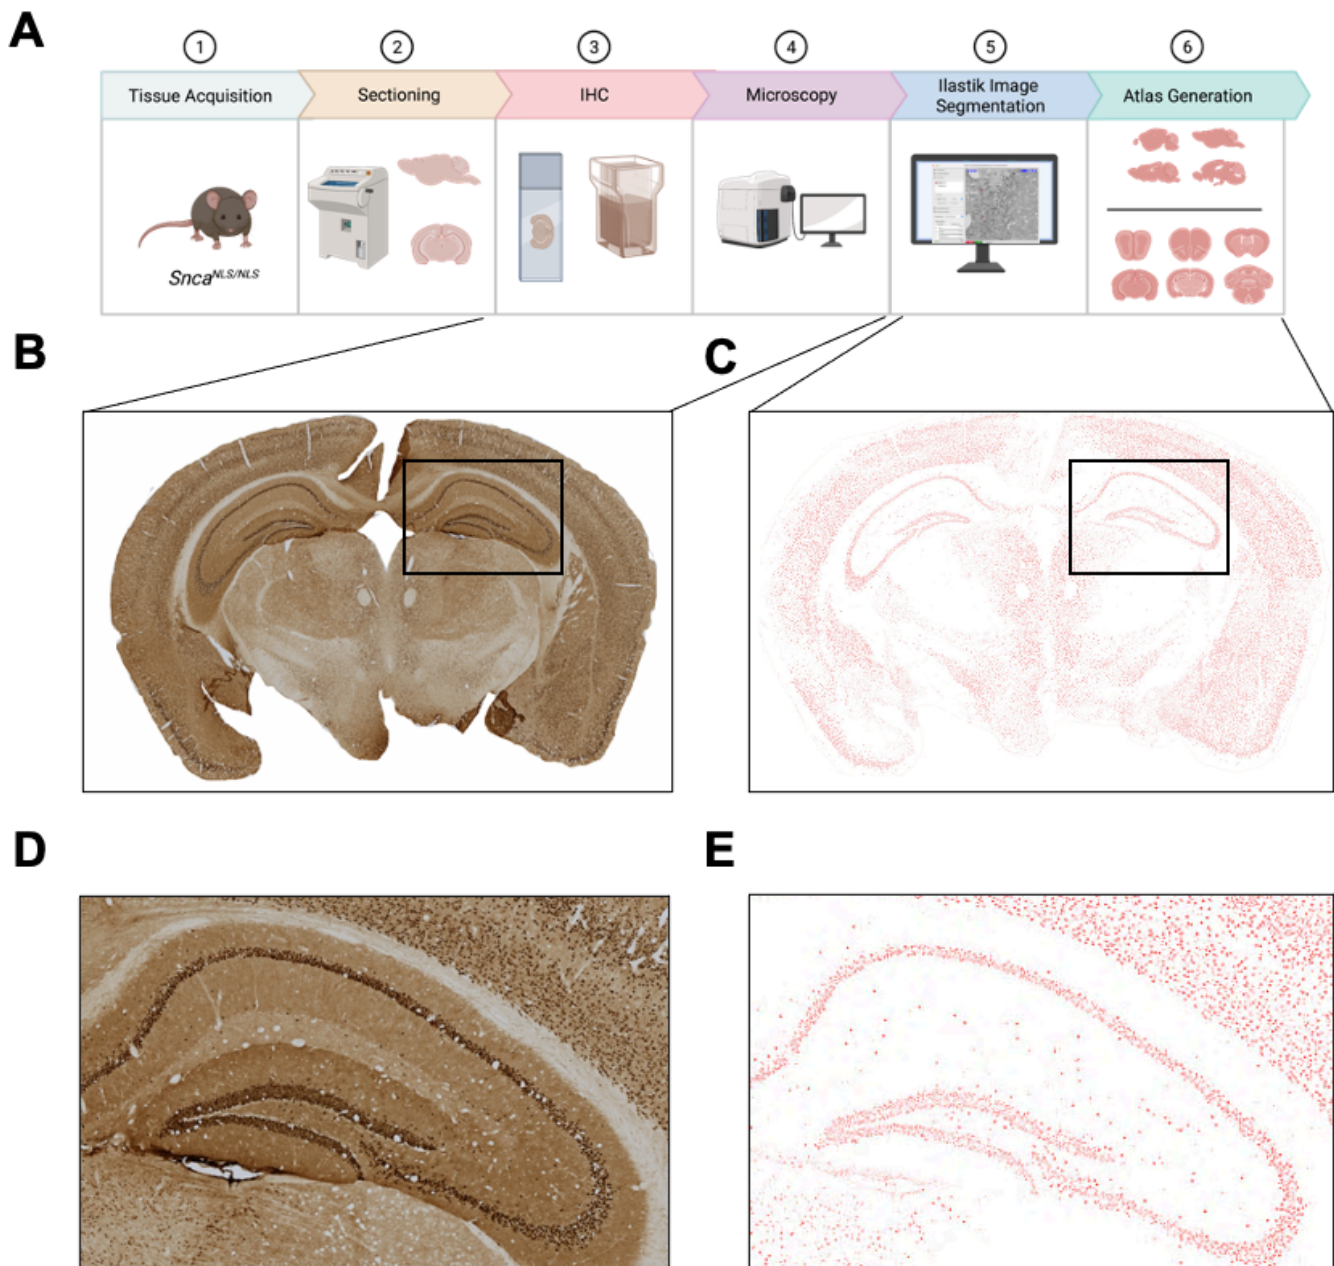 A
1 2 3 4 5 6
Tissue Acquisition
Sectioning
IHC
Microscopy
Ilastik Image
Segmentation
Atlas Generation
Snca^NLS/NLS
B
C
D
E